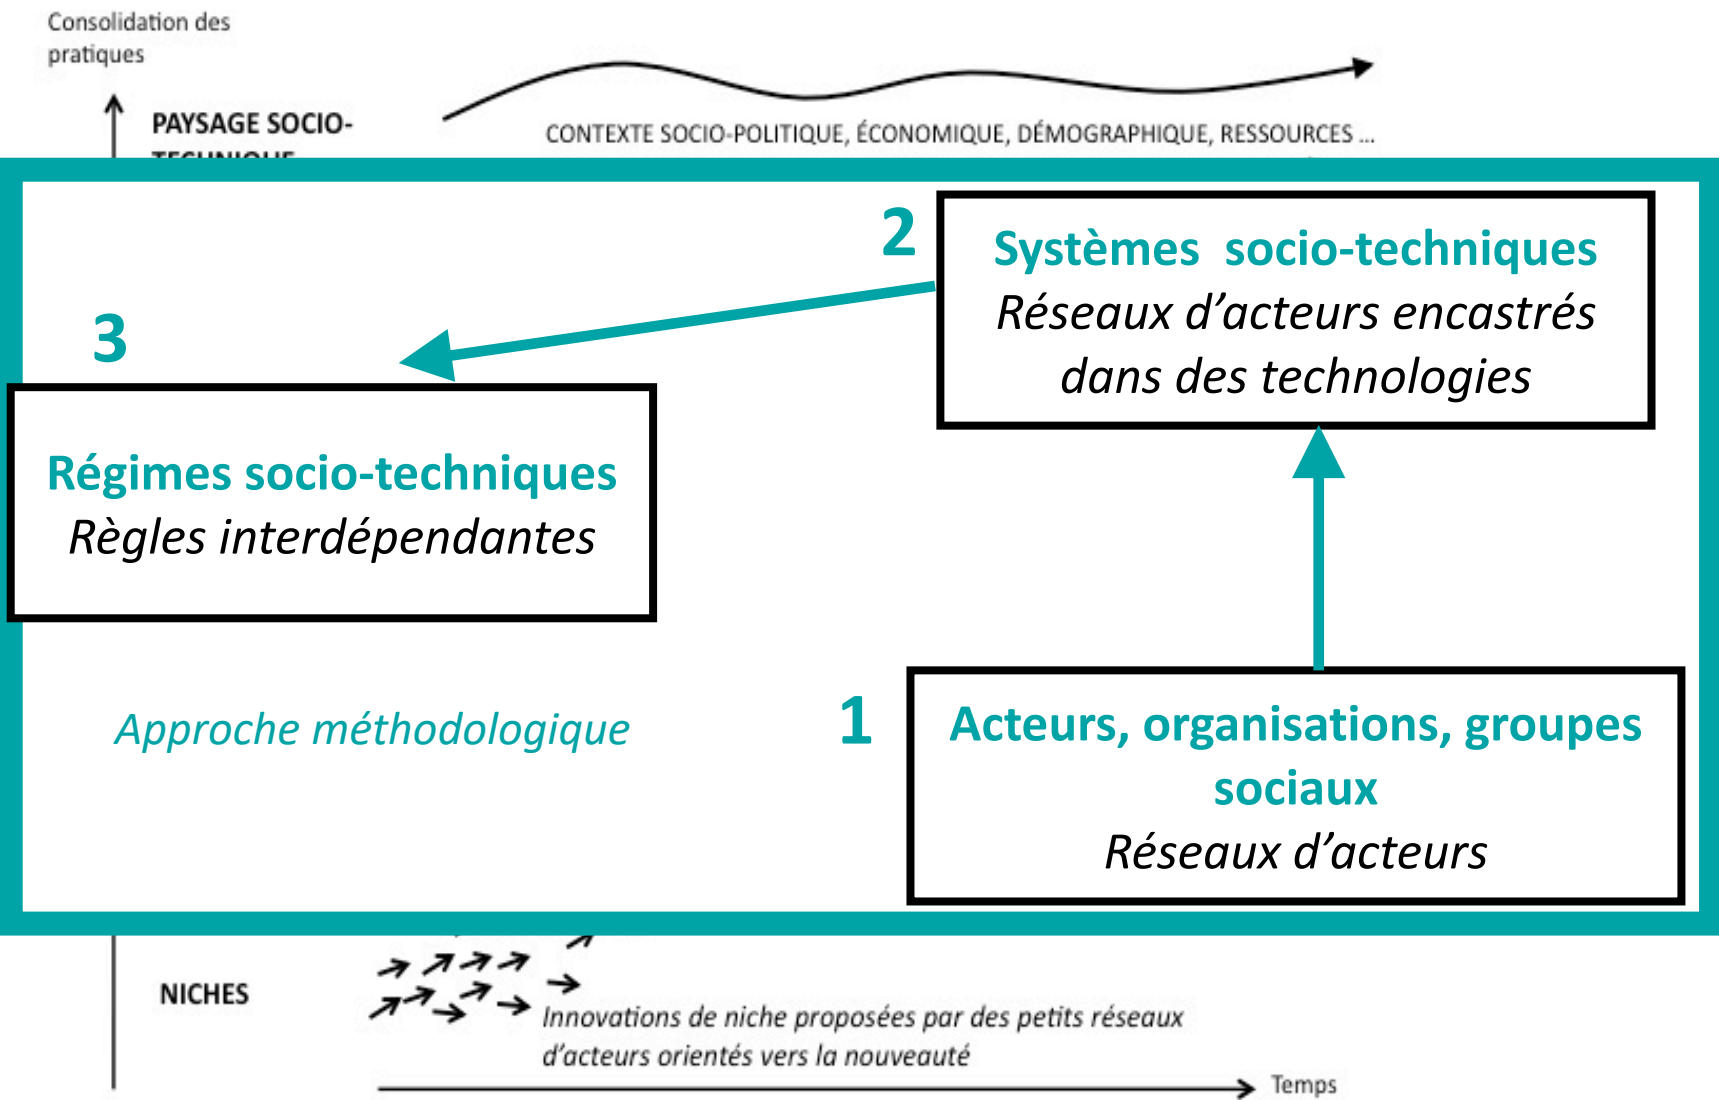 Consolidation des
pratiques
PAYSAGE SOCIO-
TECHNIQUE
CONTEXTE SOCIO-POLITIQUE, ÉCONOMIQUE, DÉMOGRAPHIQUE, RESSOURCES ...
2
Systèmes socio-techniques
Réseaux d’acteurs encastrés
dans des technologies
3
Régimes socio-techniques
Règles interdépendantes
Approche méthodologique
1
Acteurs, organisations, groupes
sociaux
Réseaux d’acteurs
NICHES
Innovations de niche proposées par des petits réseaux
d’acteurs orientés vers la nouveauté
Temps